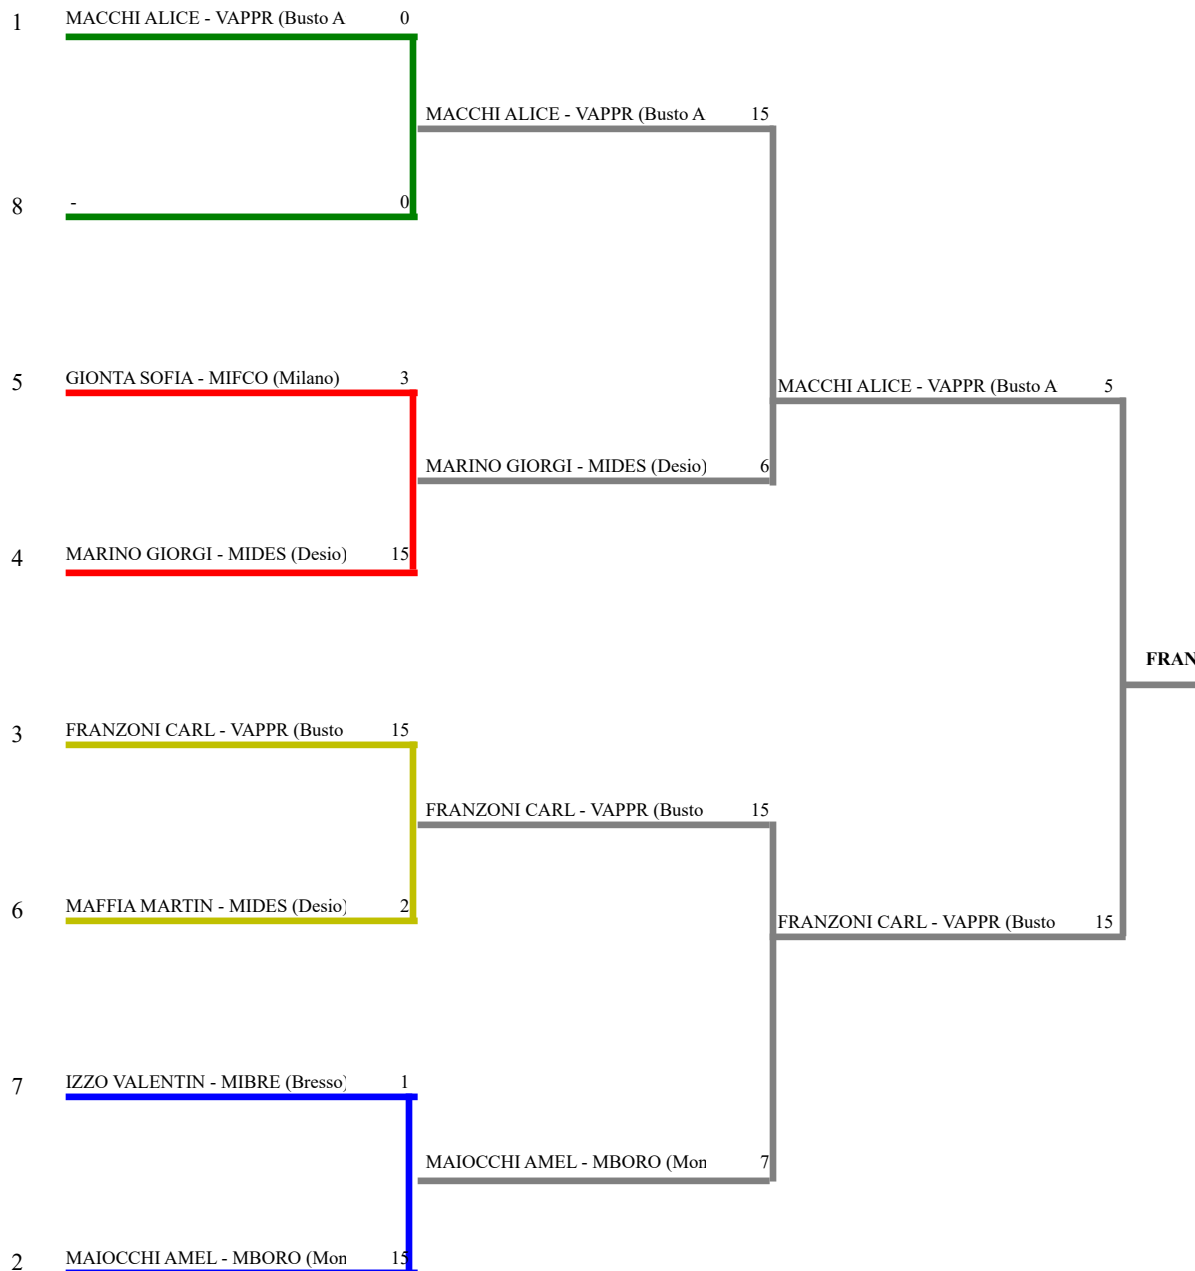 1 MACCHI ALICE - VAPPR (Busto A 0
MACCHI ALICE - VAPPR (Busto A 15
8 - 0
5 GIONTA SOFIA - MIFCO (Milano) 3
MACCHI ALICE - VAPPR (Busto A 5
MARINO GIORGI - MIDES (Desio) 6
4 MARINO GIORGI - MIDES (Desio) 15
FRAN
3 FRANZONI CARL - VAPPR (Busto 15
FRANZONI CARL - VAPPR (Busto 15
6 MAFFIA MARTIN - MIDES (Desio) 2
FRANZONI CARL - VAPPR (Busto 15
7 IZZO VALENTIN - MIBRE (Bresso) 1
MAIOCCHI AMEL - MBORO (Mon 7
2 MAIOCCHI AMEL - MBORO (Mon 15